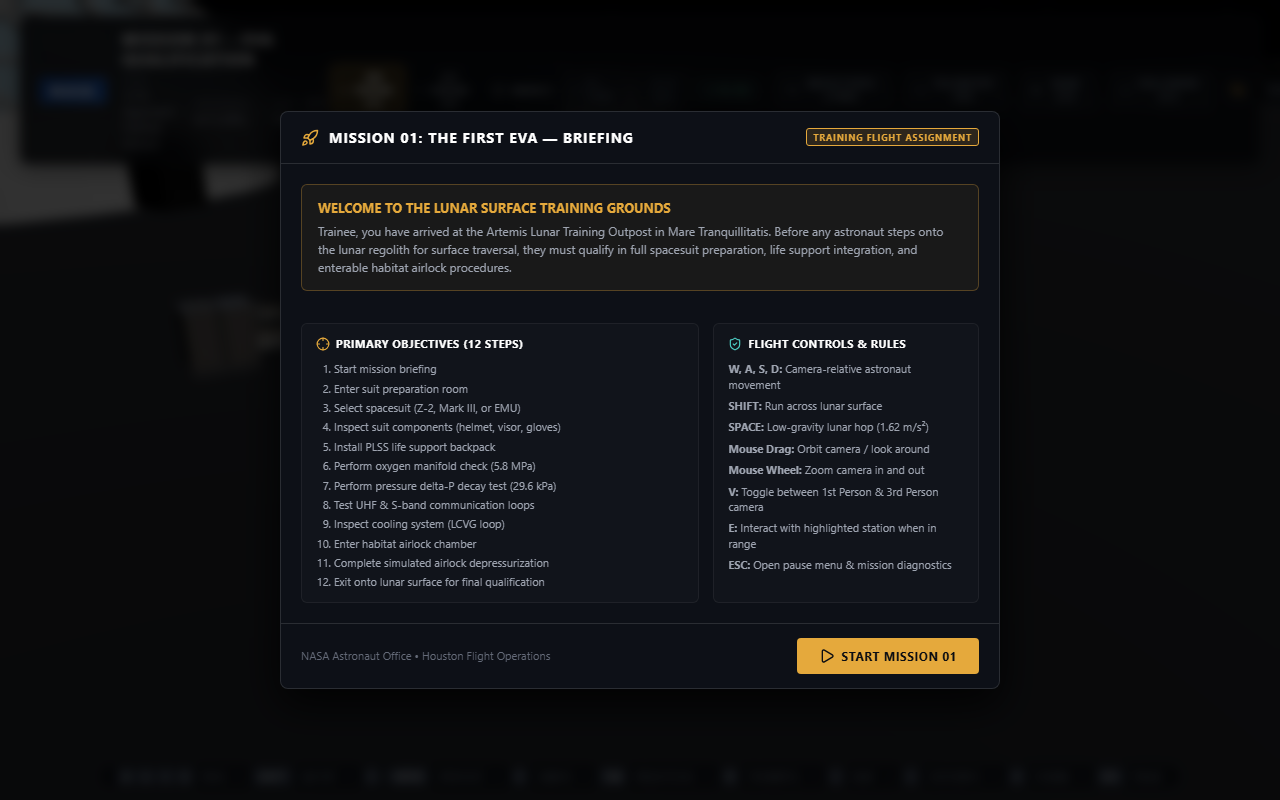 MISSION 01: THE FIRST EVA — BRIEFING
TRAINING FLIGHT ASSIGNMENT
WELCOME TO THE LUNAR SURFACE TRAINING GROUNDS
Trainee, you have arrived at the Artemis Lunar Training Outpost in Mare Tranquillitatis. Before any astronaut steps onto
the lunar regolith for surface traversal, they must qualify in full spacesuit preparation, life support integration, and
enterable habitat airlock procedures.
PRIMARY OBJECTIVES (12 STEPS)
1. Start mission briefing
2. Enter suit preparation room
3. Select spacesuit (Z-2, Mark III, or EMU)
4. Inspect suit components (helmet, visor, gloves)
5. Install PLSS life support backpack
6. Perform oxygen manifold check (5.8 MPa)
7. Perform pressure delta-P decay test (29.6 kPa)
8. Test UHF & S-band communication loops
9. Inspect cooling system (LCVG loop)
10. Enter habitat airlock chamber
11. Complete simulated airlock depressurization
12. Exit onto lunar surface for final qualification
FLIGHT CONTROLS & RULES
W, A, S, D: Camera-relative astronaut
movement
SHIFT: Run across lunar surface
SPACE: Low-gravity lunar hop (1.62 m/s²)
Mouse Drag: Orbit camera / look around
Mouse Wheel: Zoom camera in and out
V: Toggle between 1st Person & 3rd Person
camera
E: Interact with highlighted station when in
range
ESC: Open pause menu & mission diagnostics
NASA Astronaut Office • Houston Flight Operations
START MISSION 01